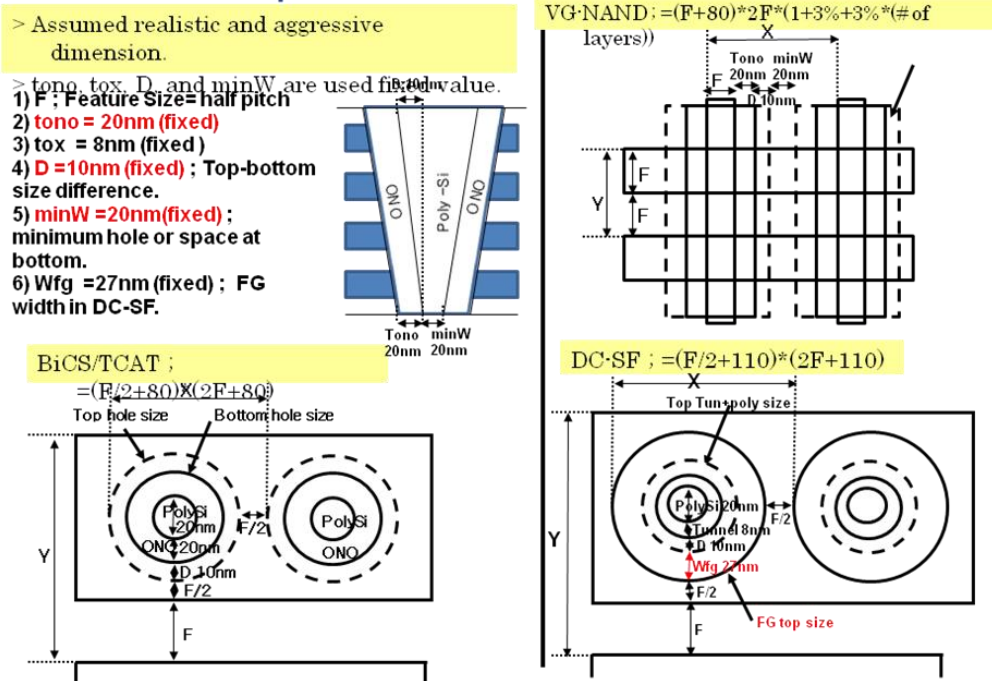 > Assumed realistic and aggressive
dimension.
> tono, tox, D, and minW are used fixed value.
1) F ; Feature Size= half pitch
2) tono = 20nm (fixed)
3) tox = 8nm (fixed )
4) D =10nm (fixed) ; Top-bottom
size difference.
5) minW =20nm(fixed) ;
minimum hole or space at
bottom.
6) Wfg =27nm (fixed) ; FG
width in DC-SF.
D 10nm
ONO
Poly -Si
ONO
Tono minW
20nm 20nm
VG-NAND ; =(F+80)*2F*(1+3%+3%*(# of
layers))
X
Tono minW
F 20nm 20nm
D 10nm
Y
F
F
BiCS/TCAT ;
=(F/2+80)*(2F+80)
X
Top hole size
Bottom hole size
PolySi
20nm
ONO 20nm
D 10nm
F/2
F/2
F
Y
PolySi
ONO
DC-SF ; =(F/2+110)*(2F+110)
X
Top Tun+poly size
PolySi 20nm
Tunnel 8nm
D 10nm
Wfg 27nm
F/2
F/2
F
Y
FG top size